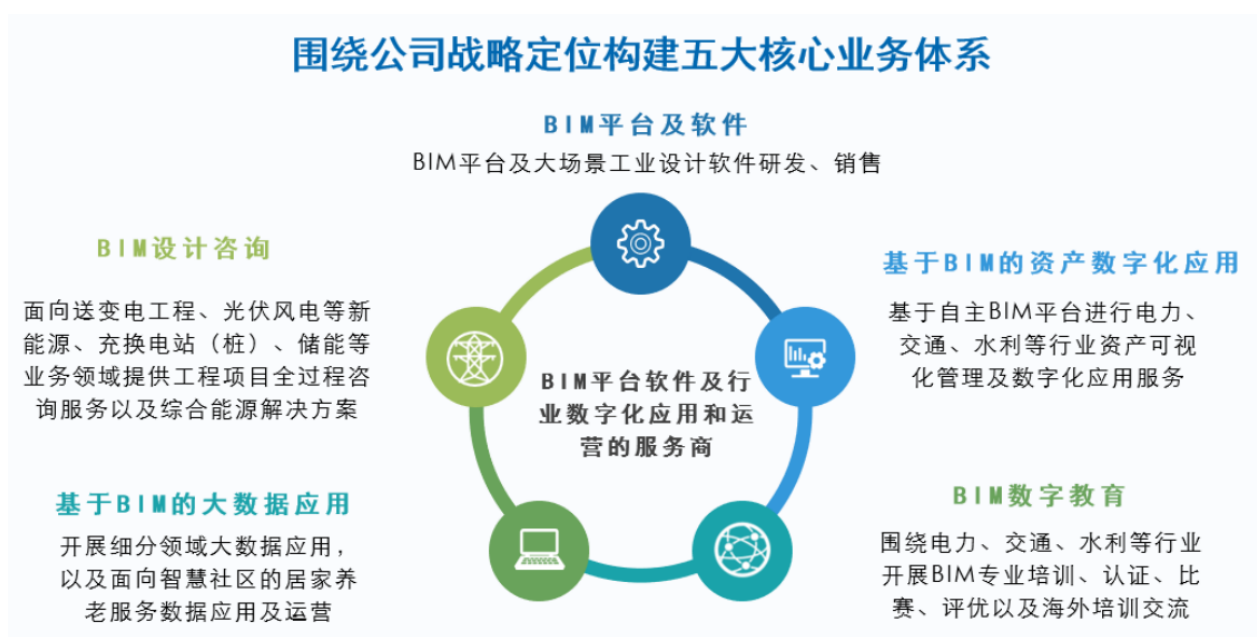 围绕公司战略定位构建五大核心业务体系
BIM平台及软件
BIM平台及大场景工业设计软件研发、销售
BIM设计咨询
面向送变电工程、光伏风电等新
能源、充换电站（桩）、储能等
业务领域提供工程项目全过程咨
询服务以及综合能源解决方案
基于BIM的资产数字化应用
基于自主BIM平台进行电力、
交通、水利等行业资产可视
化管理及数字化应用服务
BIM平台软件及行
业数字化应用和运
营的服务商
基于BIM的大数据应用
开展细分领域大数据应用，
以及面向智慧社区的居家养
老服务数据应用及运营
BIM数字教育
围绕电力、交通、水利等行业
开展BIM专业培训、认证、比
赛、评优以及海外培训交流